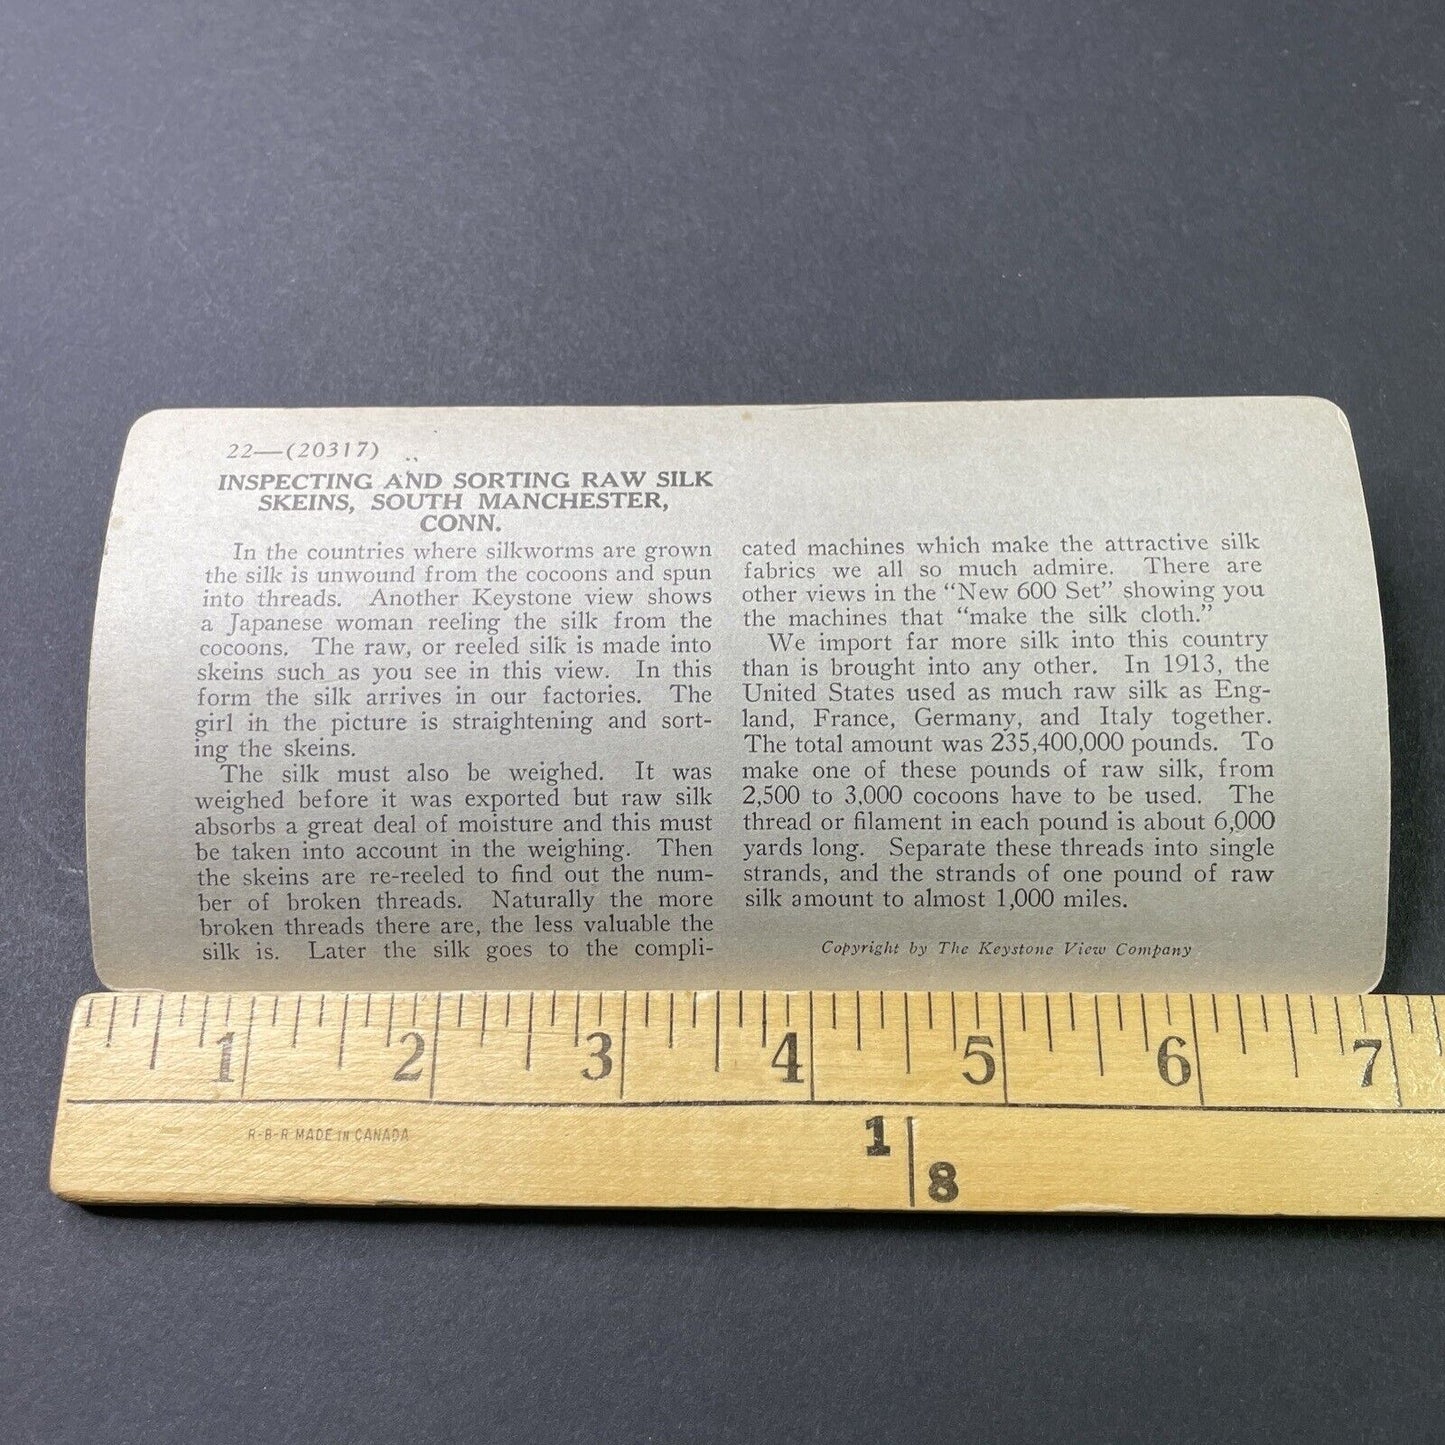 22—(20317)
INSPECTING AND SORTING RAW SILK
SKEINS, SOUTH MANCHESTER,
CONN.
In the countries where silkworms are grown
the silk is unwound from the cocoons and spun
into threads. Another Keystone view shows
a Japanese woman reeling the silk from the
cocoons. The raw, or reeled silk is made into
skeins such as you see in this view. In this
form the silk arrives in our factories. The
girl in the picture is straightening and sort-
ing the skeins.
The silk must also be weighed. It was
weighed before it was exported but raw silk
absorbs a great deal of moisture and this must
be taken into account in the weighing. Then
the skeins are re-reeled to find out the num-
ber of broken threads. Naturally the more
broken threads there are, the less valuable the
silk is. Later the silk goes to the compli-
cated machines which make the attractive silk
fabrics we all so much admire. There are
other views in the “New 600 Set” showing you
the machines that “make the silk cloth.”
We import far more silk into this country
than is brought into any other. In 1913, the
United States used as much raw silk as Eng-
land, France, Germany, and Italy together.
The total amount was 235,400,000 pounds. To
make one of these pounds of raw silk, from
2,500 to 3,000 cocoons have to be used. The
thread or filament in each pound is about 6,000
yards long. Separate these threads into single
strands, and the strands of one pound of raw
silk amount to almost 1,000 miles.
Copyright by The Keystone View Company
1 2 3 4 5 6 7
R-B-R MADE IN CANADA
1 8